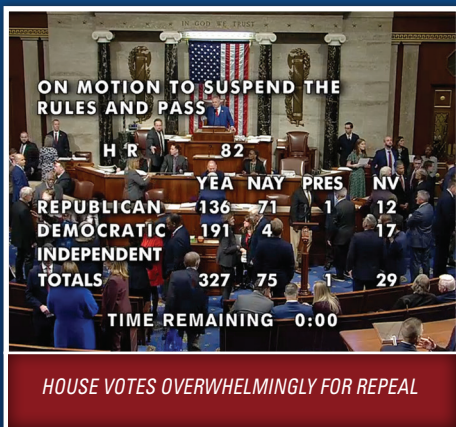 IN GOD WE TRUST
ON MOTION TO SUSPEND THE
RULES AND PASS
H R 82
YEA NAY PRES NV
REPUBLICAN 136 71 1 12
DEMOCRATIC 191 4 17
INDEPENDENT
TOTALS 327 75 1 29
TIME REMAINING 0:00
HOUSE VOTES OVERWHELMINGLY FOR REPEAL